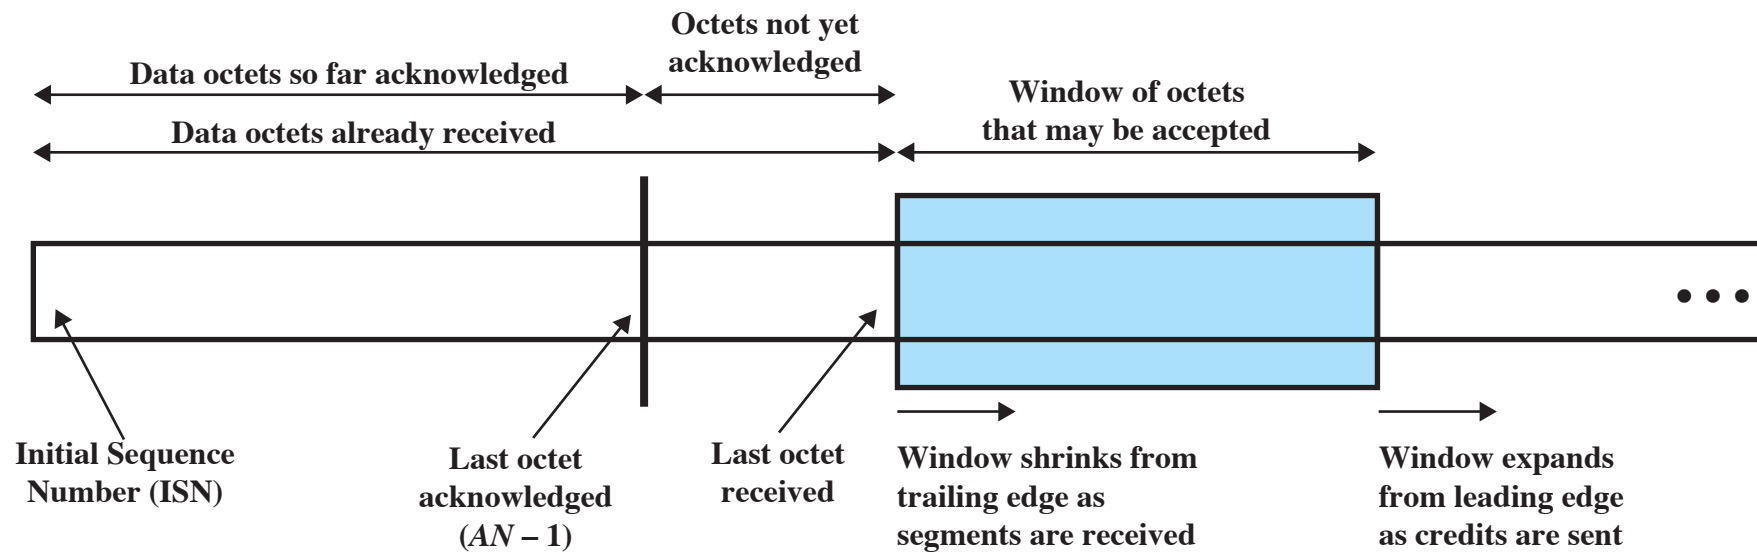 Octets not yet
acknowledged
Data octets so far acknowledged
Window of octets
that may be accepted
Data octets already received
Initial Sequence
Number (ISN)
Last octet
acknowledged
(AN – 1)
Last octet
received
Window shrinks from
trailing edge as
segments are received
Window expands
from leading edge
as credits are sent